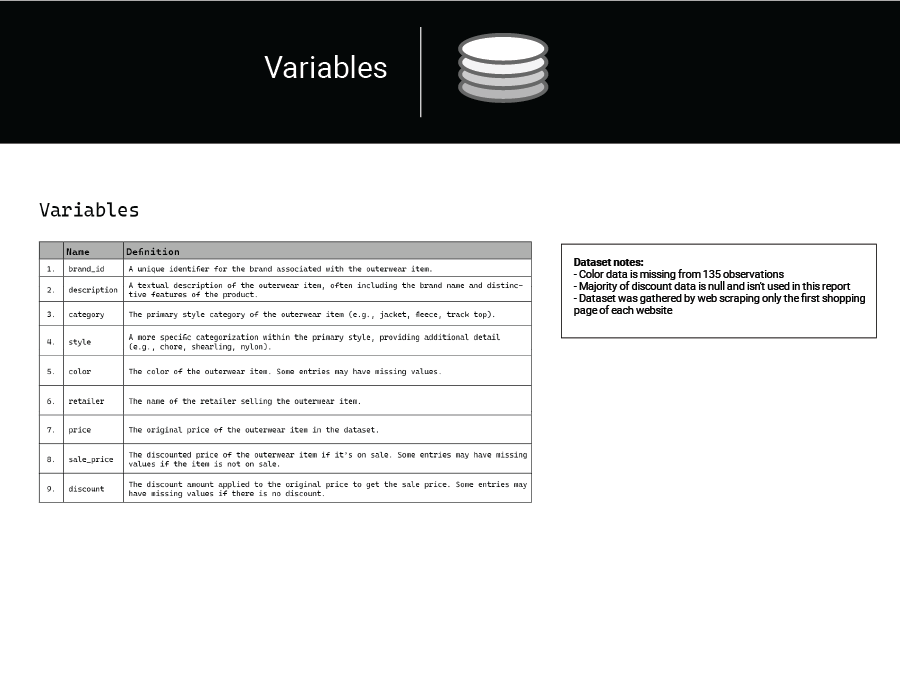 Variables
Variables
Name Definition
1. brand_id A unique identifier for the brand associated with the outerwear item.
2. description A textual description of the outerwear item, often including the brand name and distinc-
tive features of the product.
3. category The primary style category of the outerwear item (e.g., jacket, fleece, track top).
4. style A more specific categorization within the primary style, providing additional detail
(e.g., chore, shearling, nylon).
5. color The color of the outerwear item. Some entries may have missing values.
6. retailer The name of the retailer selling the outerwear item.
7. price The original price of the outerwear item in the dataset.
8. sale_price The discounted price of the outerwear item if it's on sale. Some entries may have missing
values if the item is not on sale.
9. discount The discount amount applied to the original price to get the sale price. Some entries may
have missing values if there is no discount.
Dataset notes:
- Color data is missing from 135 observations
- Majority of discount data is null and isn't used in this report
- Dataset was gathered by web scraping only the first shopping
page of each website